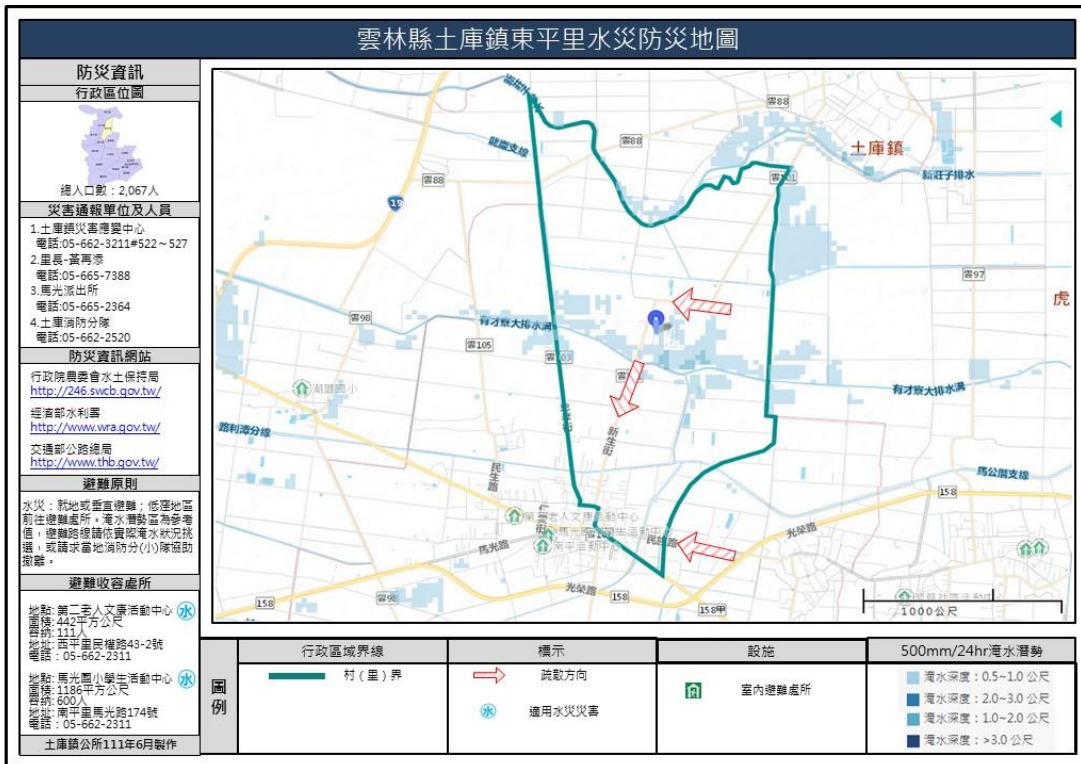 雲林縣土庫鎮東平里水災防災地圖
防災資訊
行政區位圖
總人口數：2,067人
災害通報單位及人員
1.土庫鎮災害應變中心
電話:05-662-3211#522～527
2.里長-黃再添
電話:05-665-7388
3.馬光派出所
電話:05-665-2364
4.土庫消防分隊
電話:05-662-2520
防災資訊網站
行政院農委會水土保持局
http://246.swcb.gov.tw/
經濟部水利署
http://www.wra.gov.tw/
交通部公路總局
http://www.thb.gov.tw/
避難原則
水災：就地或垂直避難；低窪地區
前往避難處所。淹水潛勢區為參考
值，避難路線請依實際淹水狀況挑
選，或請求當地消防分(小)隊協助
撤離。
避難收容處所
地點: 第二老人文康活動中心 水
面積: 442平方公尺
容納: 111人
地址: 西平里民權路43-2號
電話：05-662-2311
地點: 馬光國小學生活動中心 水
面積: 1186平方公尺
容納: 600人
地址: 南平里馬光路174號
電話：05-662-2311
土庫鎮公所111年6月製作
雲88
龍巖支線
雲88
土庫鎮
雲88
雲101
新庄子排水
19
雲97
虎
雲98
有才寮大排水溝
雲105
雲103
潮厝國小
有才寮大排水溝
路利潭分線
新生街
民生路
馬公厝支線
158
馬光路
民族路
光榮路
南平活動中心
光榮路
158
雲98
158
158甲
1000公尺
圖例
行政區域界線
標示
設施
500mm/24hr淹水潛勢
村（里）界
疏散方向
水
適用水災災害
室內避難處所
淹水深度：0.5~1.0 公尺
淹水深度：2.0~3.0 公尺
淹水深度：1.0~2.0 公尺
淹水深度：>3.0 公尺